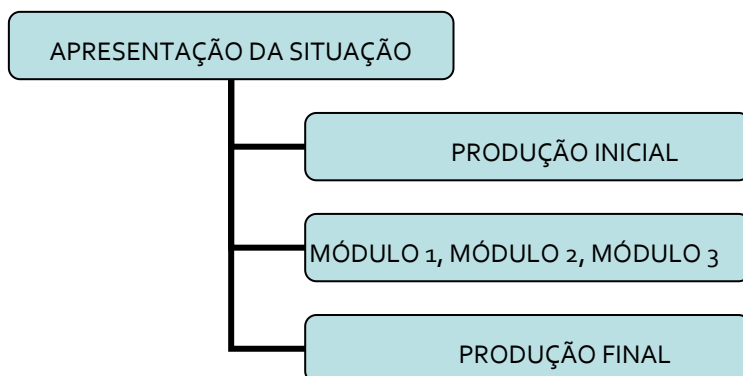 APRESENTAÇÃO DA SITUAÇÃO
PRODUÇÃO INICIAL
MÓDULO 1, MÓDULO 2, MÓDULO 3
PRODUÇÃO FINAL